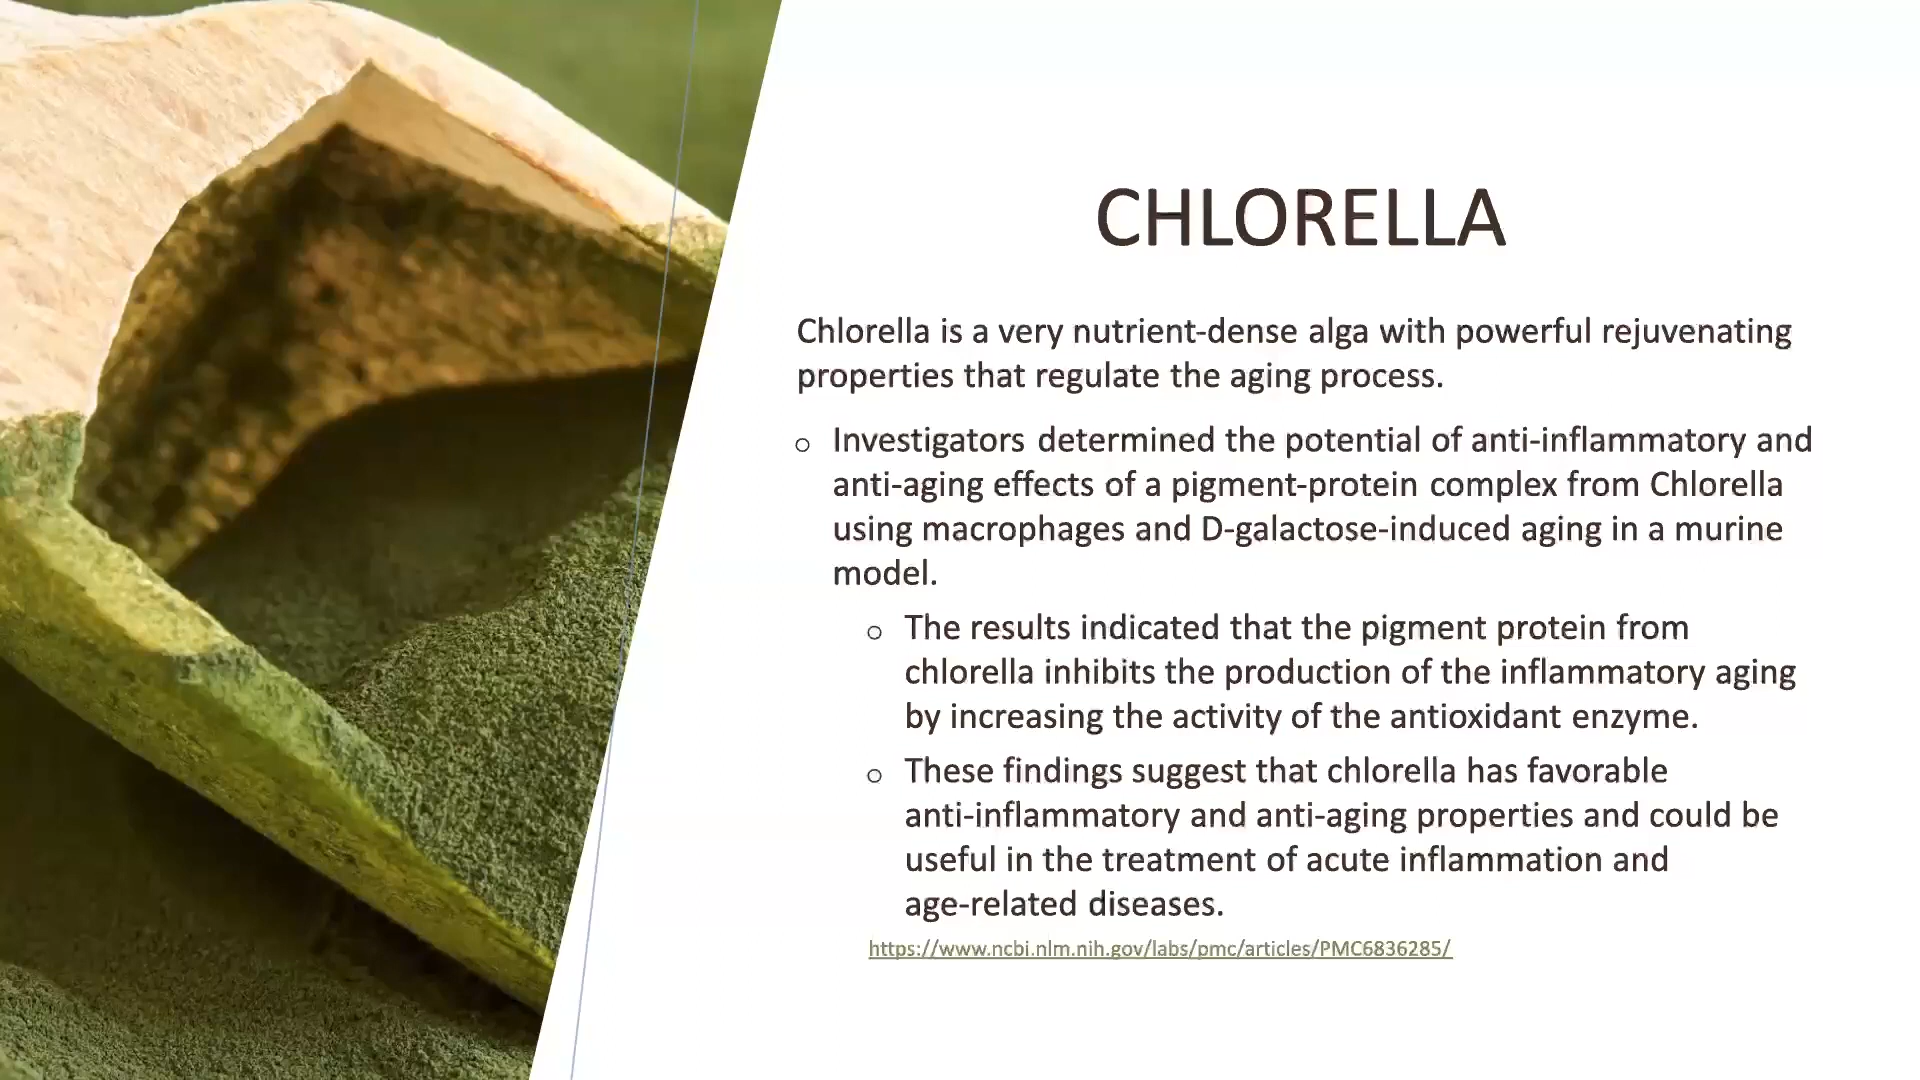 CHLORELLA
Chlorella is a very nutrient-dense alga with powerful rejuvenating
properties that regulate the aging process.
○ Investigators determined the potential of anti-inflammatory and
anti-aging effects of a pigment-protein complex from Chlorella
using macrophages and D-galactose-induced aging in a murine
model.
○ The results indicated that the pigment protein from
chlorella inhibits the production of the inflammatory aging
by increasing the activity of the antioxidant enzyme.
○ These findings suggest that chlorella has favorable
anti-inflammatory and anti-aging properties and could be
useful in the treatment of acute inflammation and
age-related diseases.
https://www.ncbi.nlm.nih.gov/labs/pmc/articles/PMC6836285/